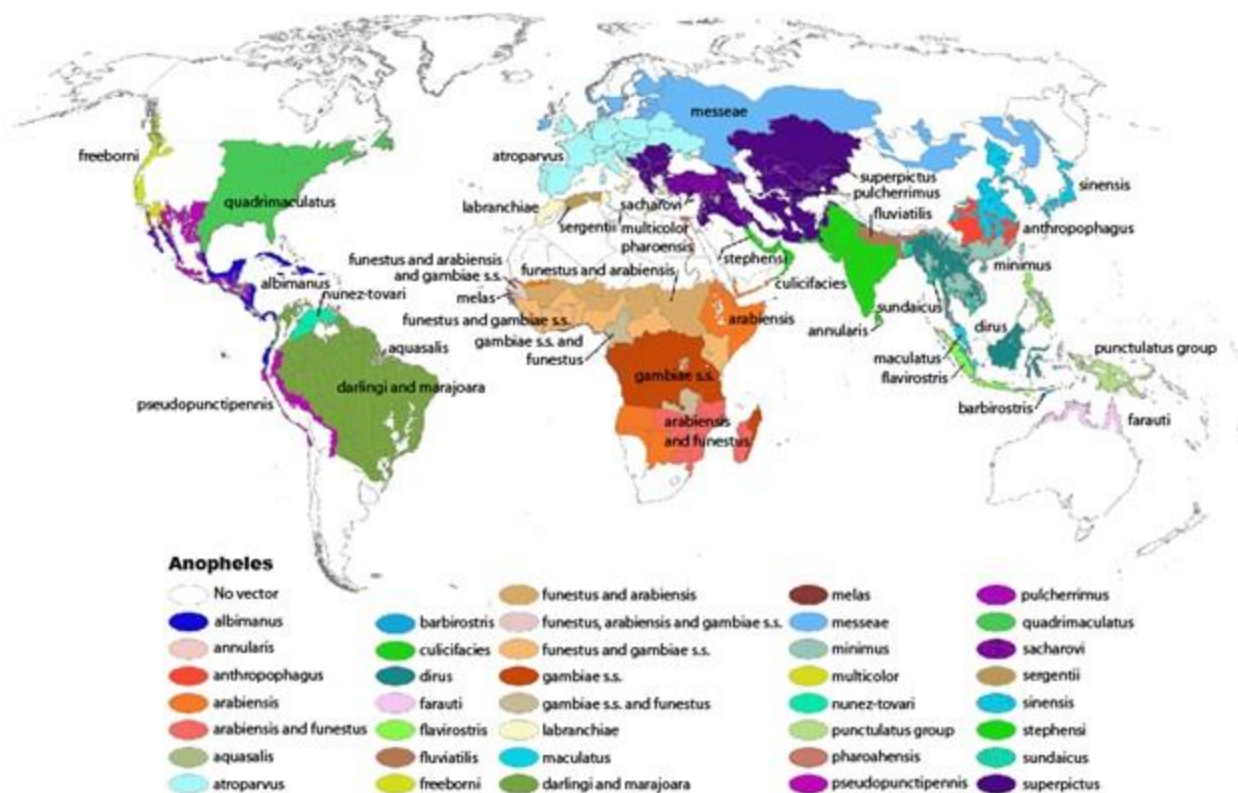 messeae
freeborni
atroparvus
superpictus
pulcherrimus
sinensis
quadrimaculatus
labranchiae
sacharovi
fluviatilis
sergentii
multicolor
pharoensis
anthropophagus
stephensi
funestus and arabiensis
and gambiae s.s.
funestus and arabiensis
minimus
albimanus
nunez-tovari
melas
culicifacies
sundaicus
funestus and gambiae s.s.
arabiensis
annularis
dirus
gambiae s.s. and
funestus
aquasalis
maculatus
flavirostris
punctulatus group
darlingi and marajoara
gambiae s.s.
pseudopunctipennis
barbirostris
arabiensis
and funestus
farauti
Anopheles
No vector
albimanus
annularis
anthropophagus
arabiensis
arabiensis and funestus
aquasalis
atroparvus
barbirostris
culicifacies
dirus
farauti
flavirostris
fluviatilis
freeborni
funestus and arabiensis
funestus, arabiensis and gambiae s.s.
funestus and gambiae s.s.
gambiae s.s.
gambiae s.s. and funestus
labranchiae
maculatus
darlingi and marajoara
melas
messeae
minimus
multicolor
nunez-tovari
punctulatus group
pharoahensis
pseudopunctipennis
pulcherrimus
quadrimaculatus
sacharovi
sergentii
sinensis
stephensi
sundaicus
superpictus